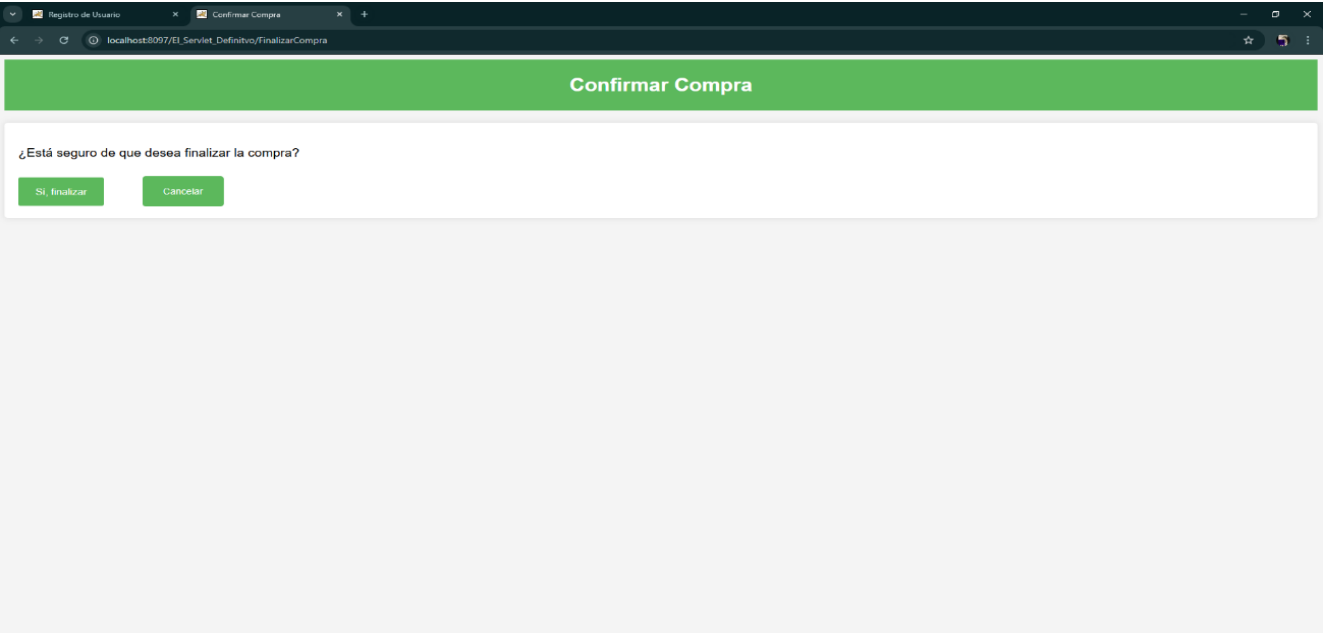 Registro de Usuario
Confirmar Compra
localhost:8097/El_Servlet_Definitvo/FinalizarCompra
Confirmar Compra
¿Está seguro de que desea finalizar la compra?
Sí, finalizar
Cancelar